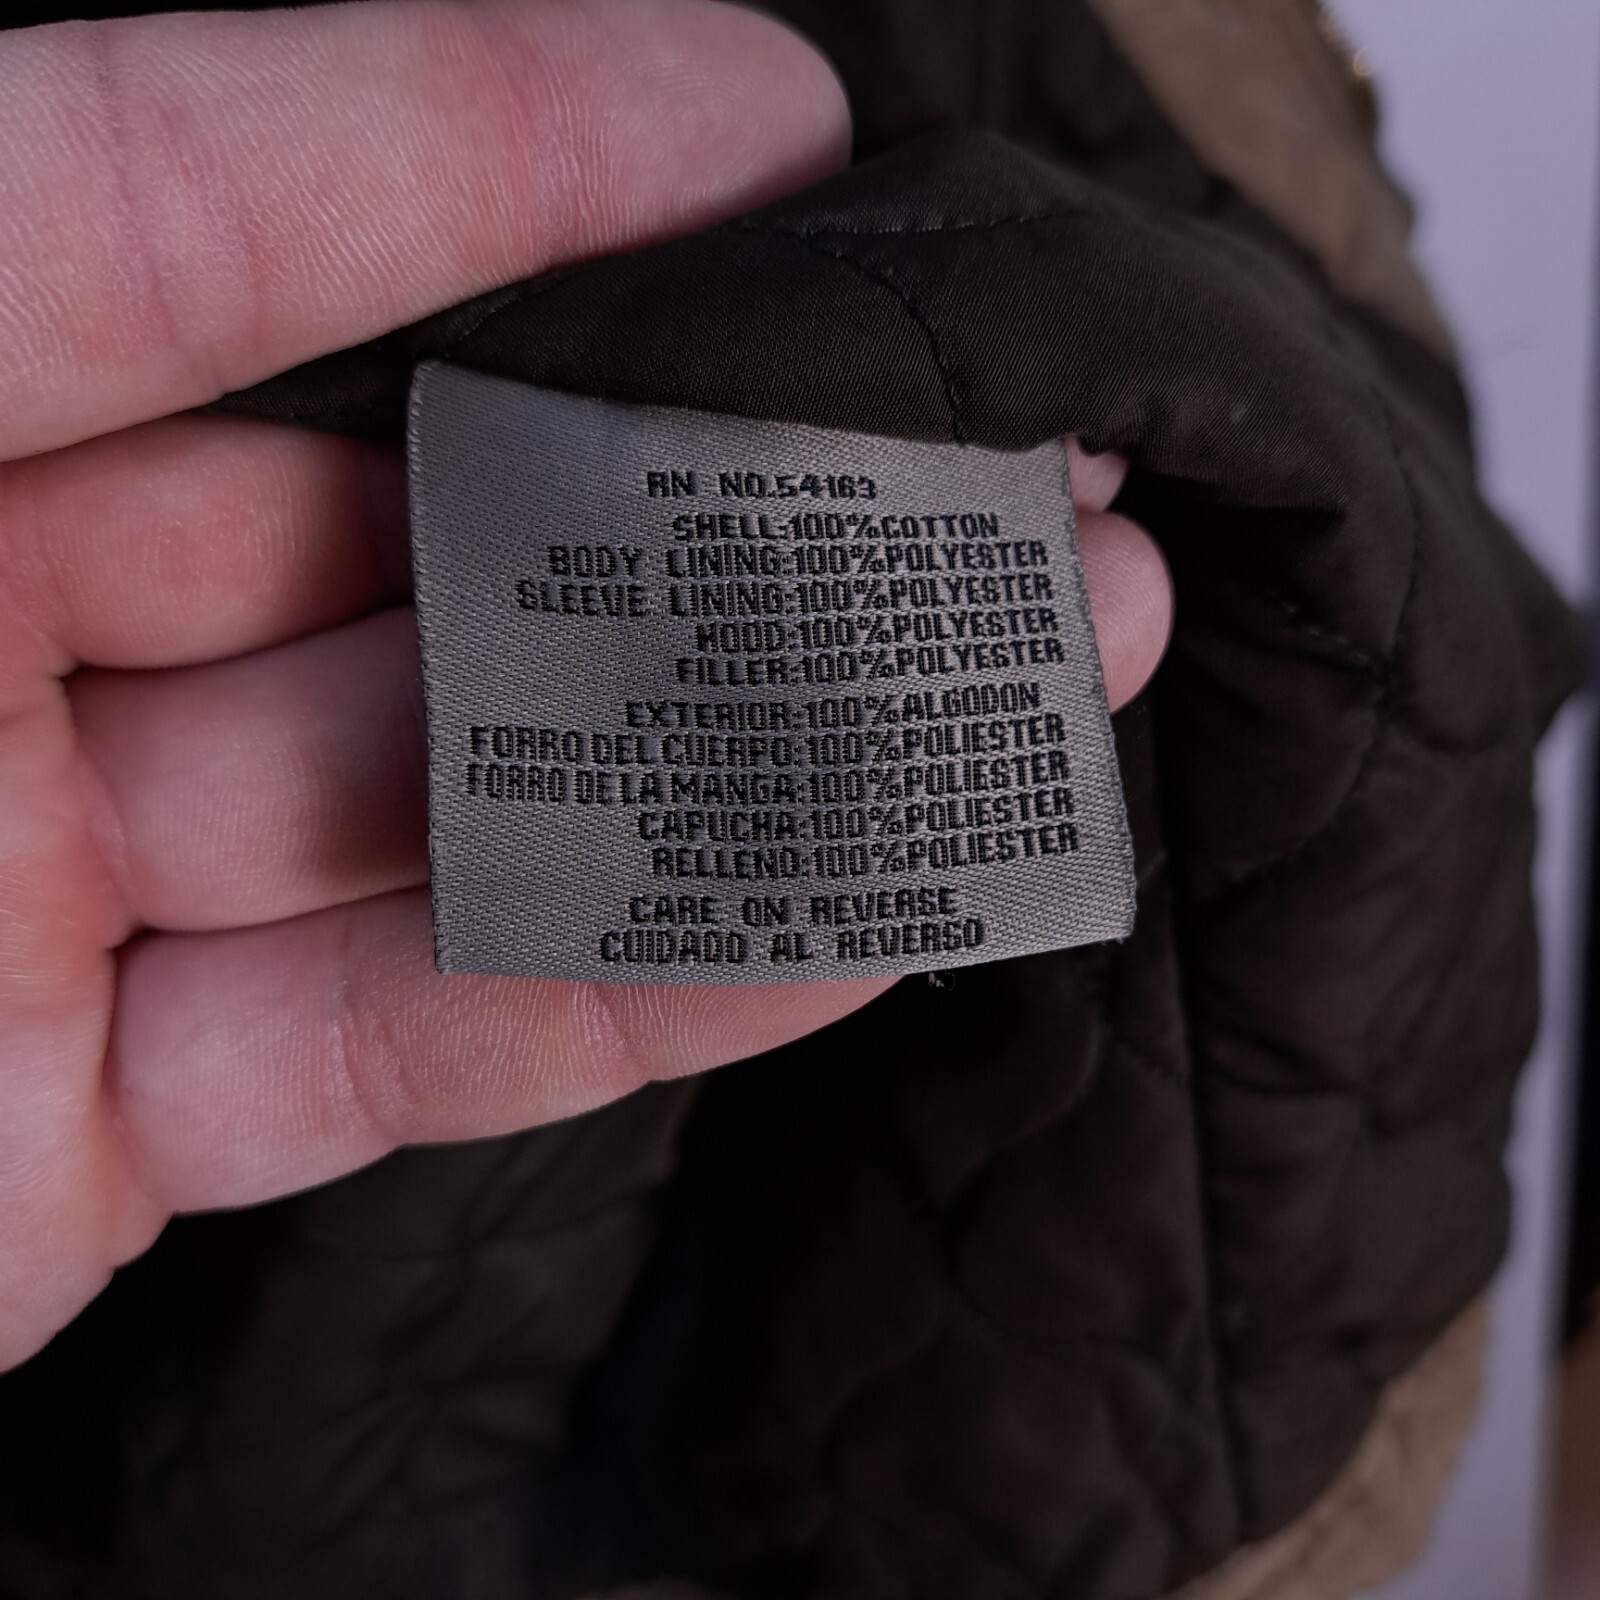 RN NO.54163
SHELL:100%COTTON
BODY LINING:100%POLYESTER
SLEEVE LINING:100%POLYESTER
HOOD:100%POLYESTER
FILLER:100%POLYESTER
EXTERIOR:100%ALGODON
FORRO DEL CUERPO:100%POLIESTER
FORRO DE LA MANGA:100%POLIESTER
CAPUCHA:100%POLIESTER
RELLENO:100%POLIESTER
CARE ON REVERSE
CUIDADO AL REVERSO